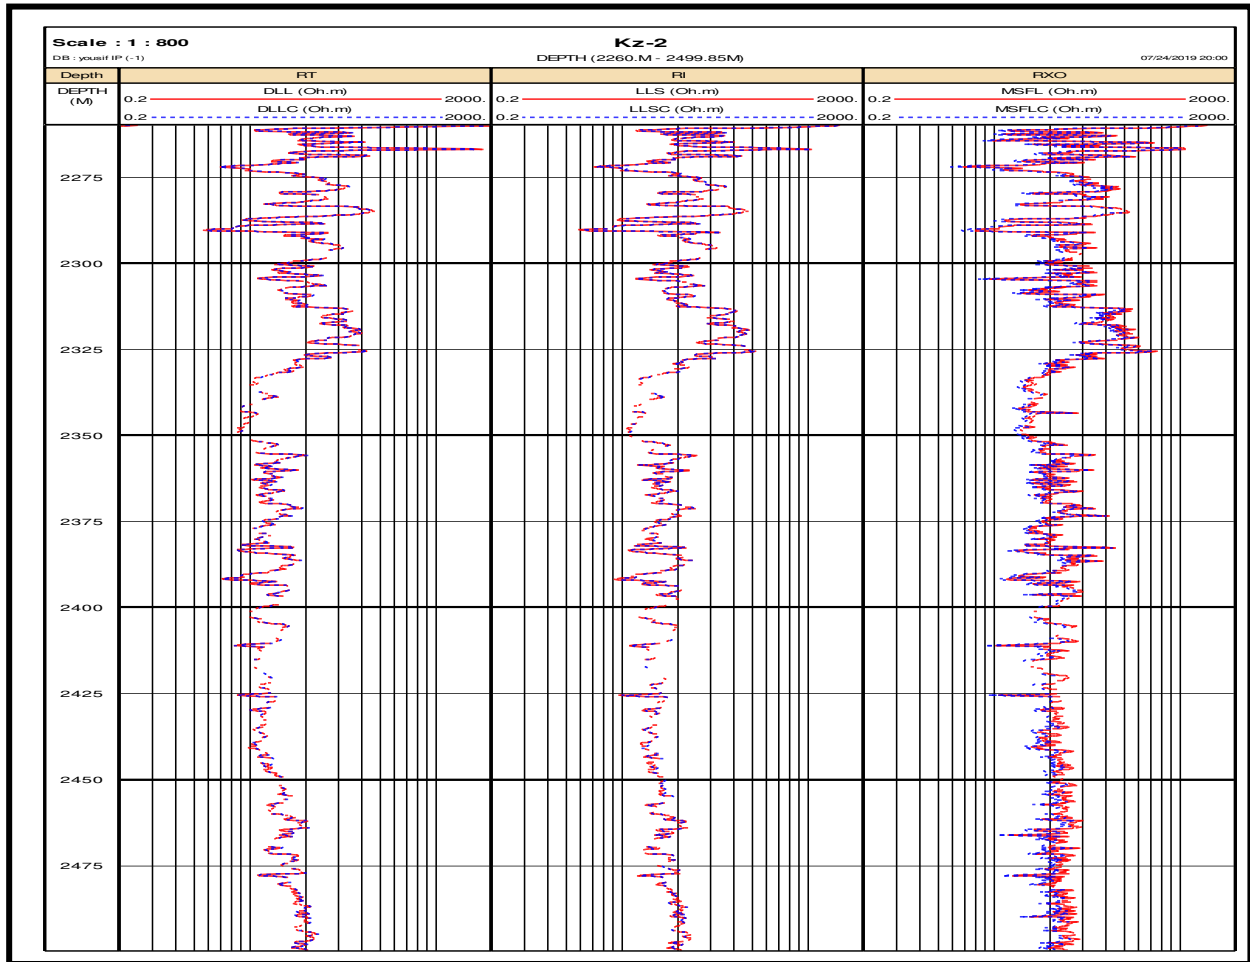 Scale : 1 : 800
Kz-2
DB : yousif IP (-1)
DEPTH (2260.M - 2499.85M)
07/24/2019 20:00
Depth RT RI RXO
DEPTH (M)
0.2 DLL (Oh.m) 2000.
0.2 DLLC (Oh.m) 2000.
0.2 LLS (Oh.m) 2000.
0.2 LLSC (Oh.m) 2000.
0.2 MSFL (Oh.m) 2000.
0.2 MSFLC (Oh.m) 2000.
2275
2300
2325
2350
2375
2400
2425
2450
2475